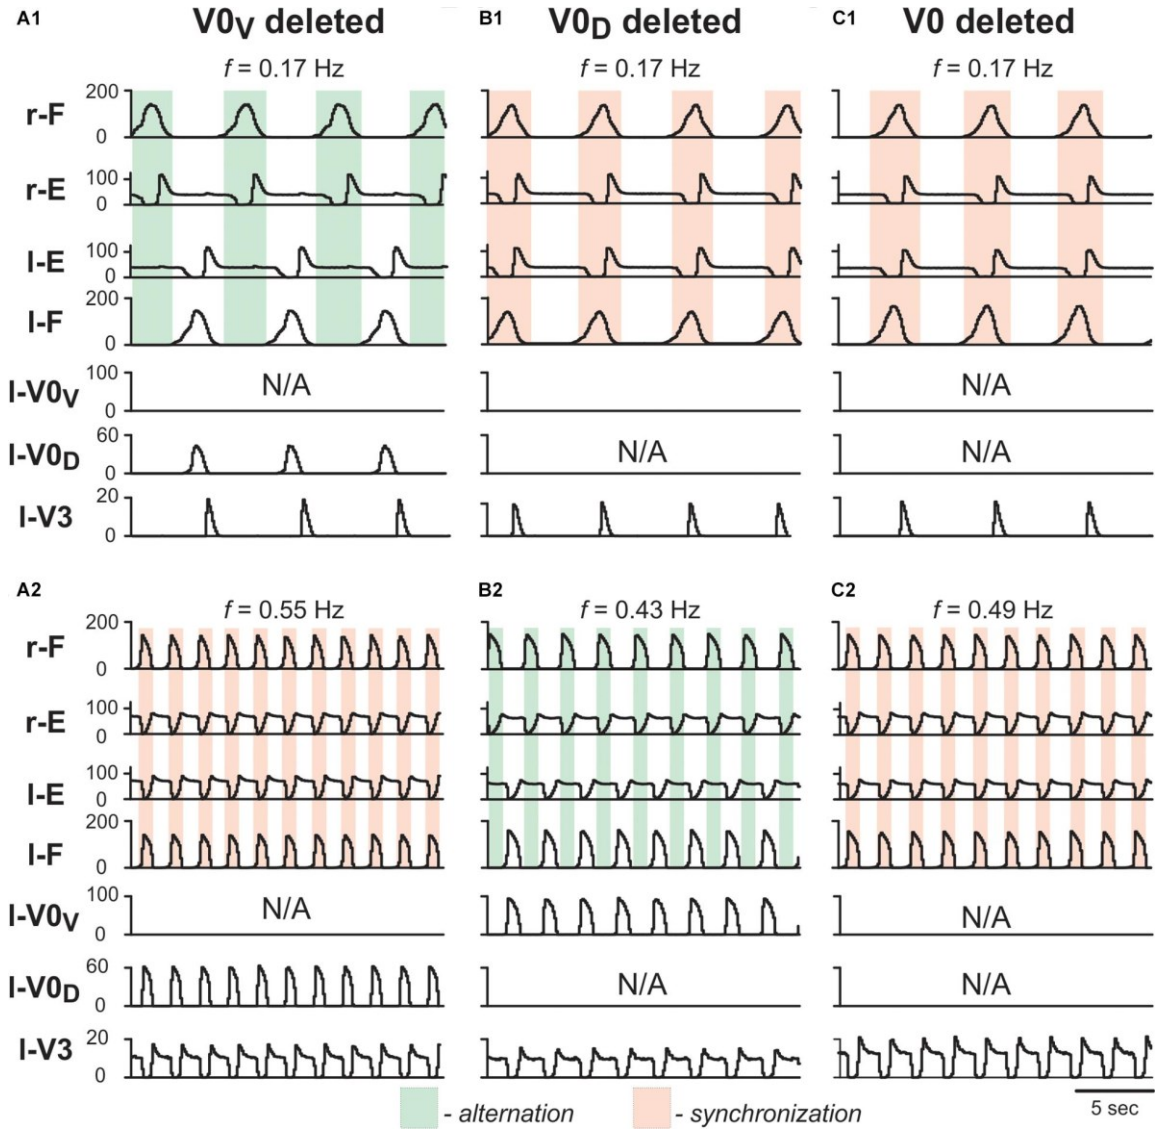 A1 V0V deleted B1 V0D deleted C1 V0 deleted
f = 0.17 Hz f = 0.17 Hz f = 0.17 Hz
r-F 200 0
r-E 100 0
l-E 100 0
l-F 200 0
l-V0V 100 0 N/A N/A
l-V0D 60 0 N/A N/A
l-V3 20 0
A2 B2 C2
f = 0.55 Hz f = 0.43 Hz f = 0.49 Hz
r-F 200 0
r-E 100 0
l-E 100 0
l-F 200 0
l-V0V 100 0 N/A N/A
l-V0D 60 0 N/A N/A
l-V3 20 0
- alternation - synchronization 5 sec